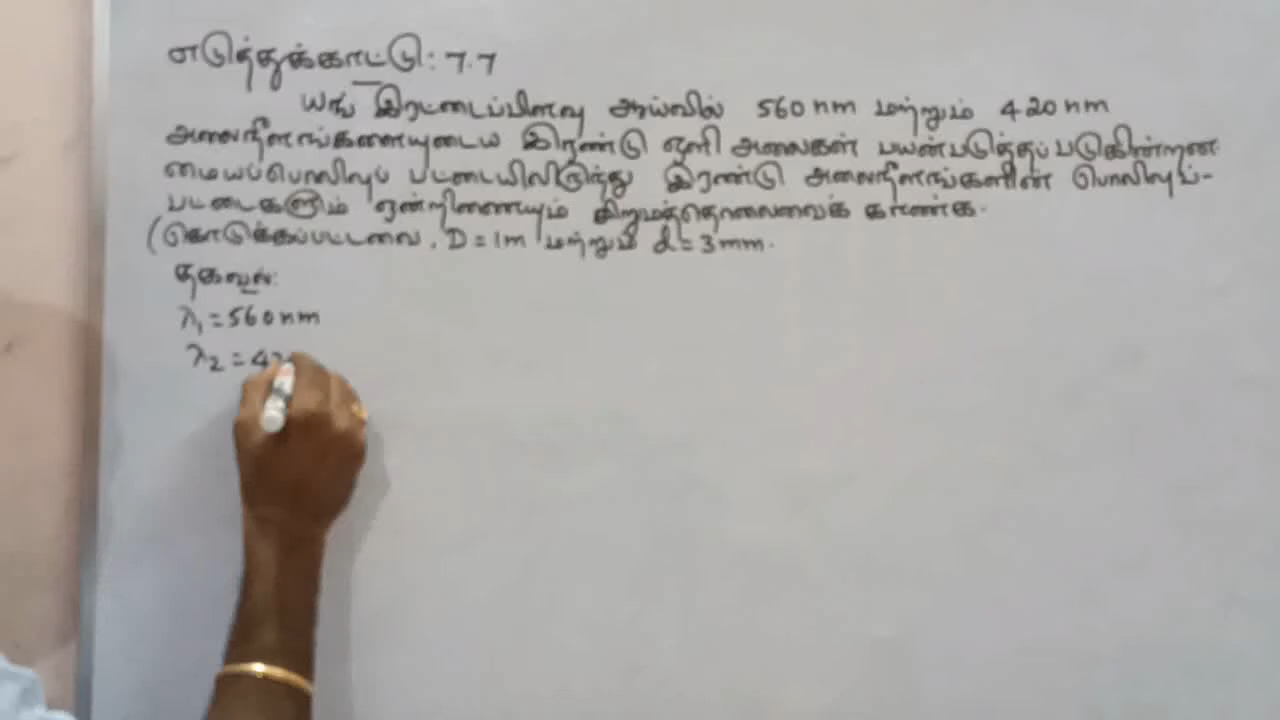 எடுத்துக்காட்டு: 7.7
யங் இரட்டைப்பிளவு ஆய்வில் 560 nm மற்றும் 420 nm
அலைநீளங்களையுடைய இரண்டு ஒளி அலைகள் பயன்படுத்தப்படுகின்றன.
மையப்பொலிவுப் பட்டையிலிருந்து இரண்டு அலைநீளங்களின் பொலிவுப்-
பட்டைகளும் ஒன்றிணையும் சிறுமத்தொலைவைக் காண்க.
(கொடுக்கப்பட்டவை, D = 1m மற்றும் d = 3mm.
தகவல்:
λ₁ = 560 nm
λ₂ = 42